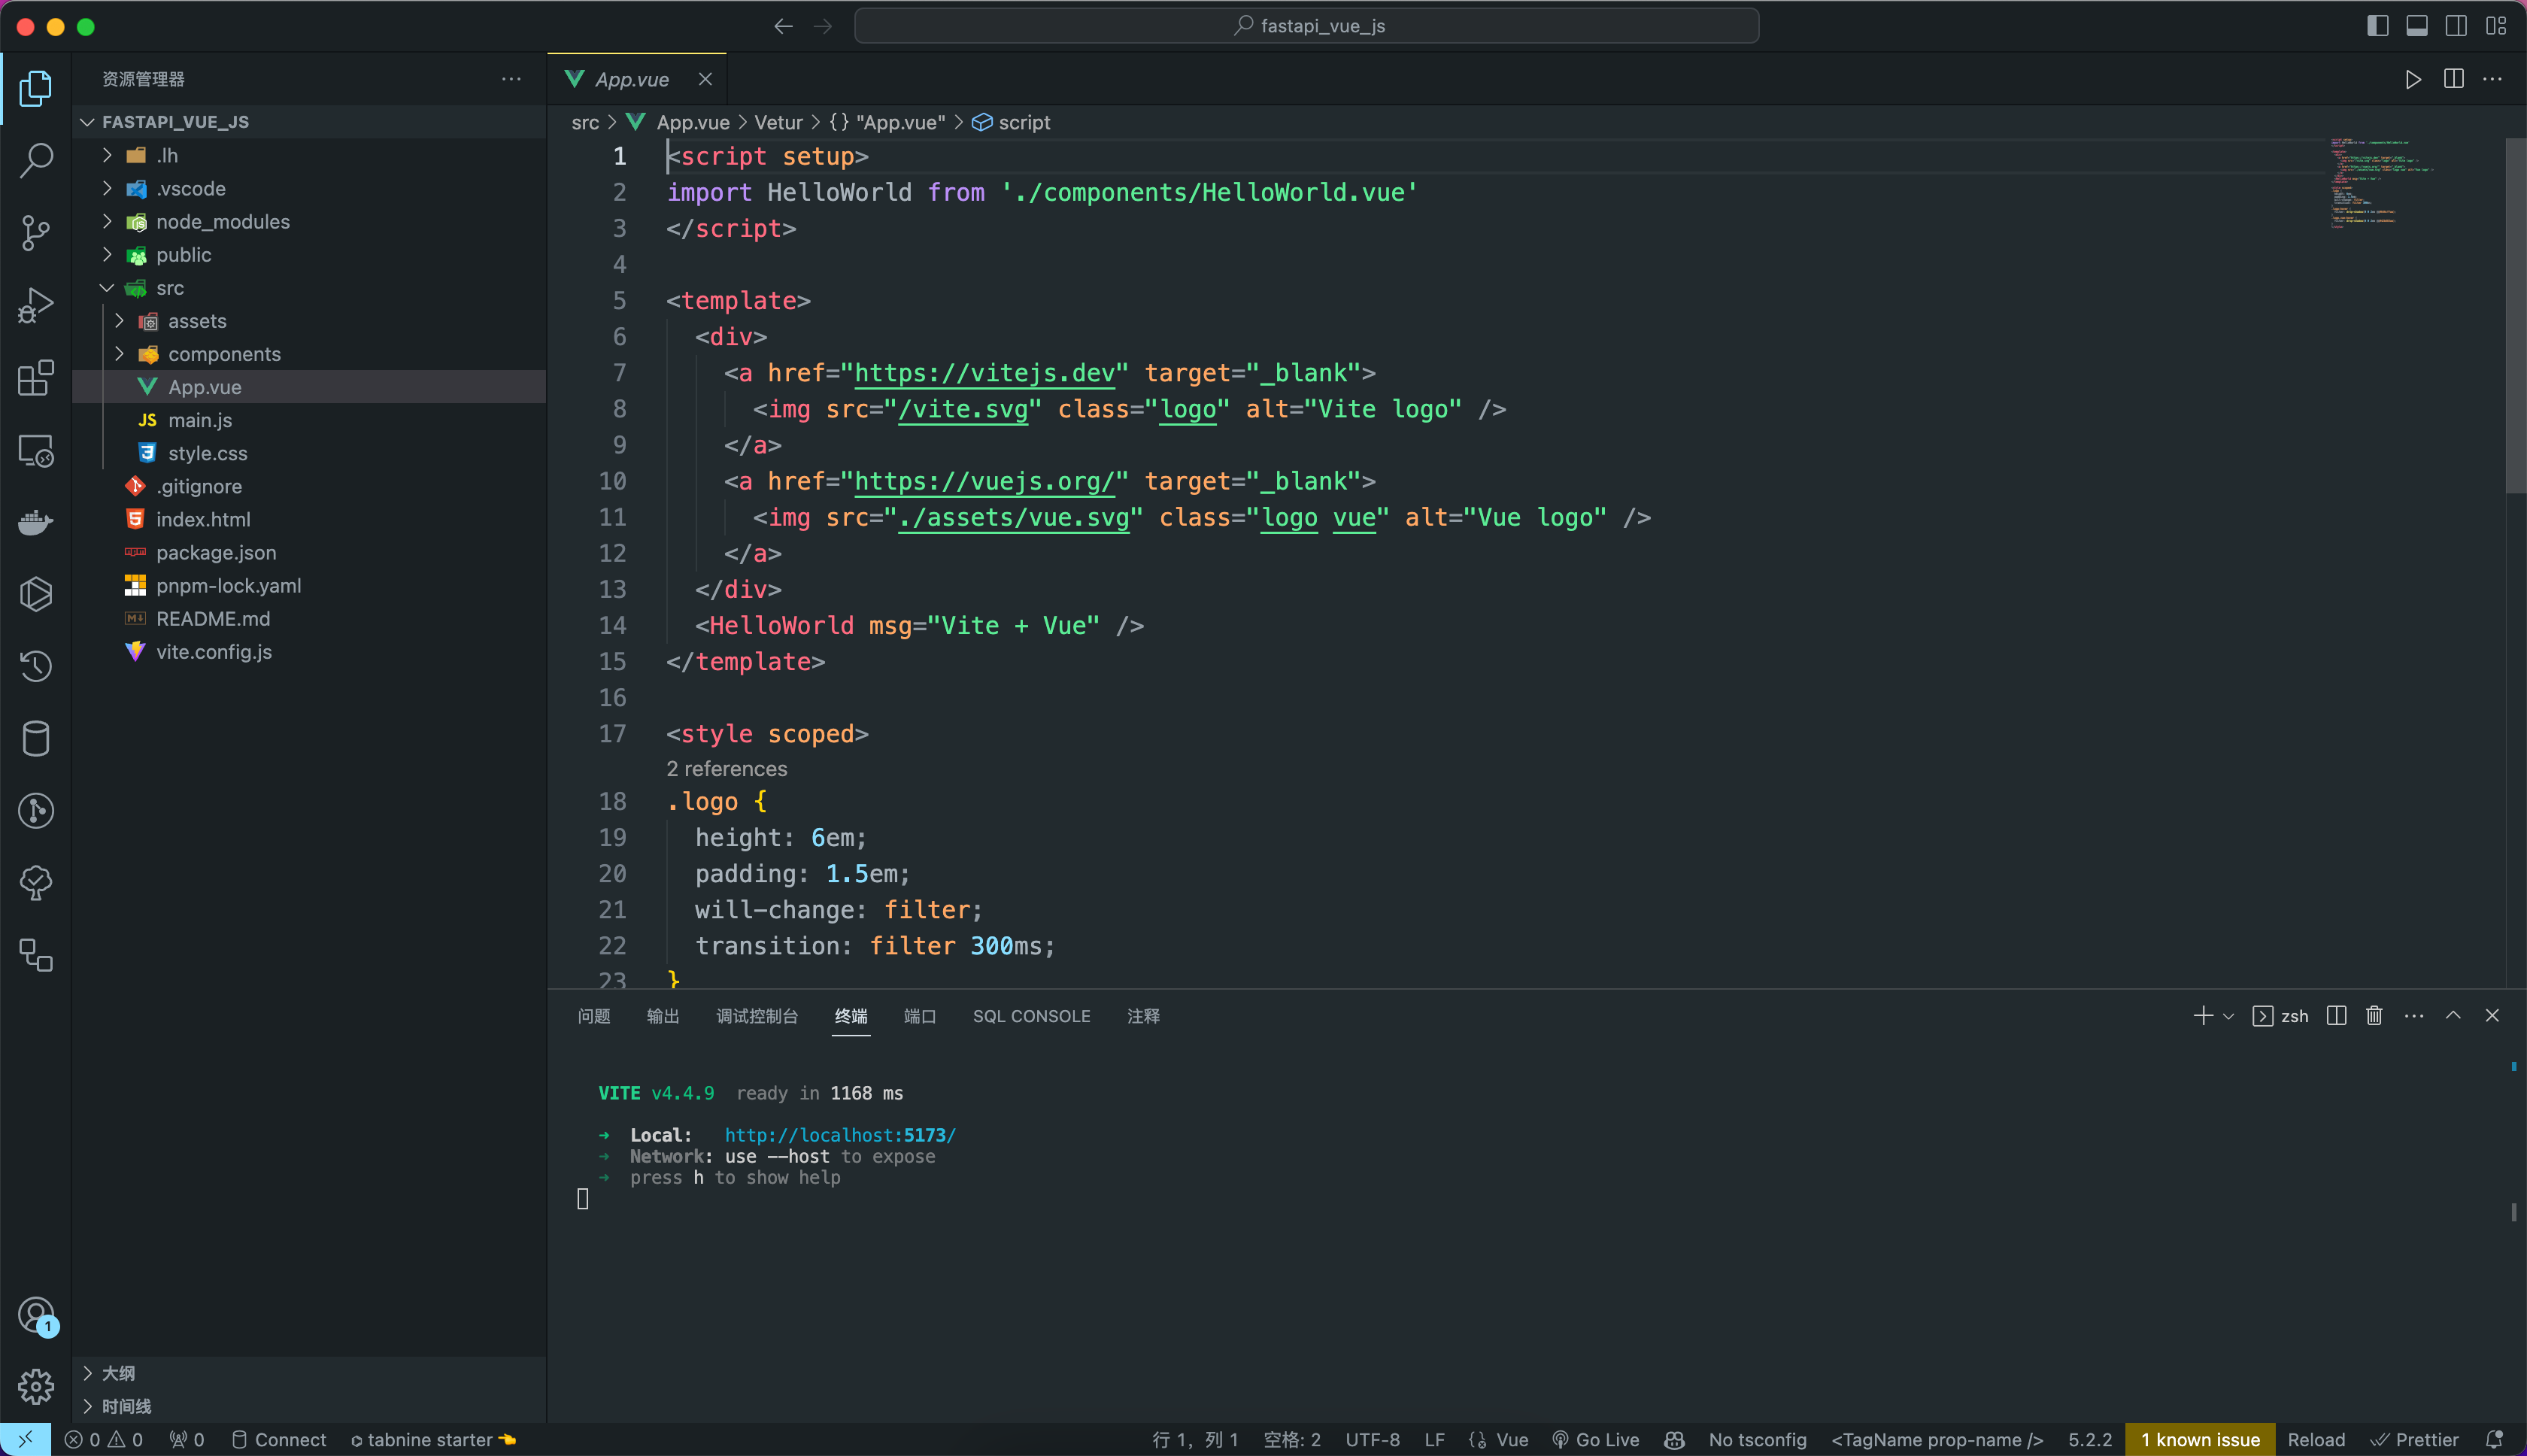 fastapi_vue_js
资源管理器
FASTAPI_VUE_JS
.lh
.vscode
node_modules
public
src
assets
components
App.vue
main.js
style.css
.gitignore
index.html
package.json
pnpm-lock.yaml
README.md
vite.config.js
大纲
时间线
App.vue
src > App.vue > Vetur > {} "App.vue" > script
1 <script setup>
2 import HelloWorld from './components/HelloWorld.vue'
3 </script>
4
5 <template>
6 <div>
7 <a href="https://vitejs.dev" target="_blank">
8 <img src="/vite.svg" class="logo" alt="Vite logo" />
9 </a>
10 <a href="https://vuejs.org/" target="_blank">
11 <img src="./assets/vue.svg" class="logo vue" alt="Vue logo" />
12 </a>
13 </div>
14 <HelloWorld msg="Vite + Vue" />
15 </template>
16
17 <style scoped>
2 references
18 .logo {
19 height: 6em;
20 padding: 1.5em;
21 will-change: filter;
22 transition: filter 300ms;
23 }
问题 输出 调试控制台 终端 端口 SQL CONSOLE 注释 zsh
VITE v4.4.9 ready in 1168 ms
➜ Local: http://localhost:5173/
➜ Network: use --host to expose
➜ press h to show help
1
0 0 0 Connect tabnine starter 行 1，列 1 空格: 2 UTF-8 LF Vue Go Live No tsconfig <TagName prop-name /> 5.2.2 1 known issue Reload Prettier